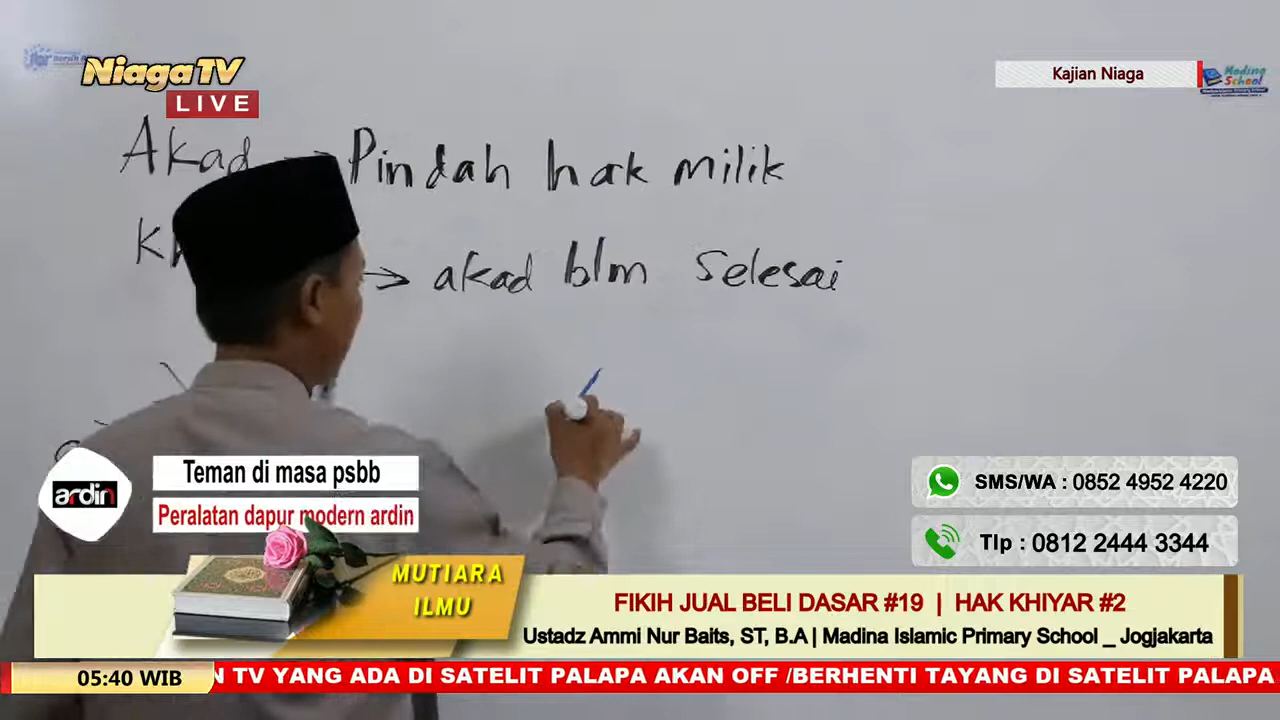 NiagaTV
LIVE
Kajian Niaga
Madina
School
Akad → Pindah hak milik
→ akad blm selesai
ardin
Teman di masa psbb
Peralatan dapur modern ardin
SMS/WA : 0852 4952 4220
Tlp : 0812 2444 3344
MUTIARA
ILMU
FIKIH JUAL BELI DASAR #19 | HAK KHIYAR #2
Ustadz Ammi Nur Baits, ST, B.A | Madina Islamic Primary School _ Jogjakarta
05:40 WIB
N TV YANG ADA DI SATELIT PALAPA AKAN OFF /BERHENTI TAYANG DI SATELIT PALAPA